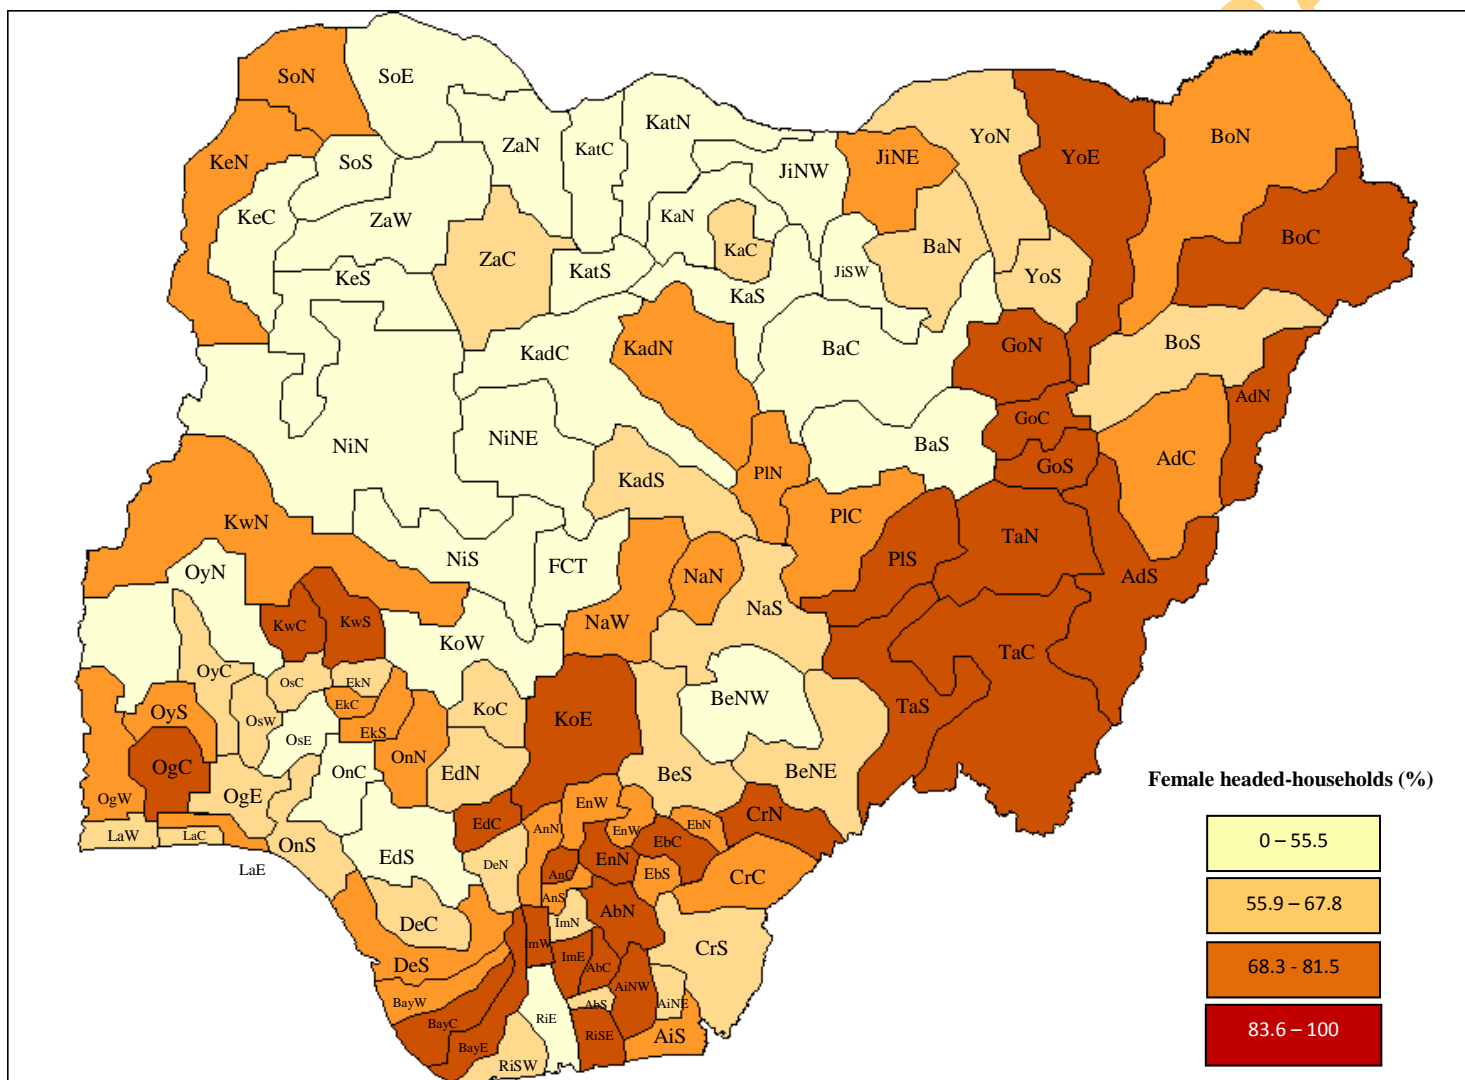 SoN
SoE
KeN
SoS
ZaN
KatC
KatN
JiNW
JiNE
YoN
YoE
BoN
KeC
ZaW
KaN
KaC
BaN
BoC
KeS
ZaC
KatS
JiSW
YoS
KaS
KadC
KadN
BaC
GoN
BoS
AdN
NiN
NiNE
KadS
PlN
BaS
GoC
GoS
AdC
KwN
PlC
TaN
OyN
NiS
FCT
NaN
PlS
AdS
KwC
KwS
KoW
NaW
NaS
TaC
OyC
OsC
EkN
BeNW
TaS
OyS
OsW
EkC
KoC
KoE
EkS
OsE
OgC
OnN
EdN
BeS
BeNE
OnC
OgW
OgE
EnW
Female headed-households (%)
LaW
LaC
OnS
EdC
AnN
EnW
EbN
CrN
LaE
EdS
DeN
EnN
EbC
0 – 55.5
AnC
EbS
CrC
AnS
AbN
55.9 – 67.8
DeC
ImN
ImW
CrS
DeS
ImE
AbC
68.3 - 81.5
BayW
AbS
AiNW
AiNE
BayC
RiE
RiSE
AiS
83.6 – 100
BayE
RiSW